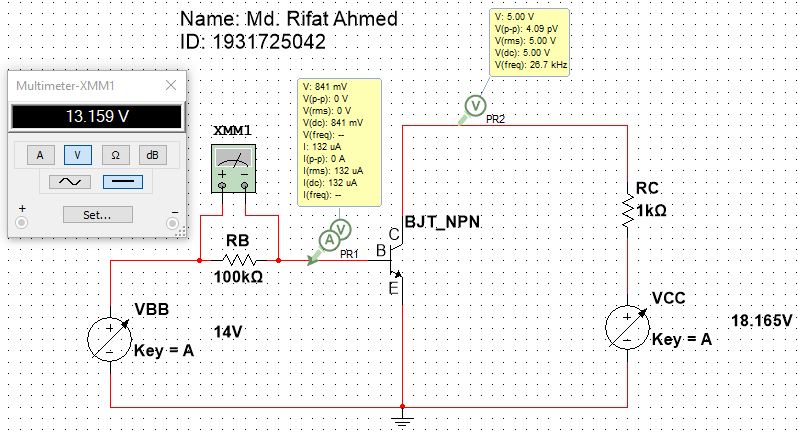 Name: Md. Rifat Ahmed
ID: 1931725042
Multimeter-XMM1
13.159 V
A V Ω dB
+ Set... −
XMM1
+ −
V: 841 mV
V(p-p): 0 V
V(rms): 0 V
V(dc): 841 mV
V(freq): --
I: 132 uA
I(p-p): 0 A
I(rms): 132 uA
I(dc): 132 uA
I(freq): --
V: 5.00 V
V(p-p): 4.09 pV
V(rms): 5.00 V
V(dc): 5.00 V
V(freq): 26.7 kHz
V
PR2
V
A
PR1
RB
100kΩ
BJT_NPN
C
B
E
RC
1kΩ
VBB
+
−
Key = A
14V
VCC
+
−
Key = A
18.165V